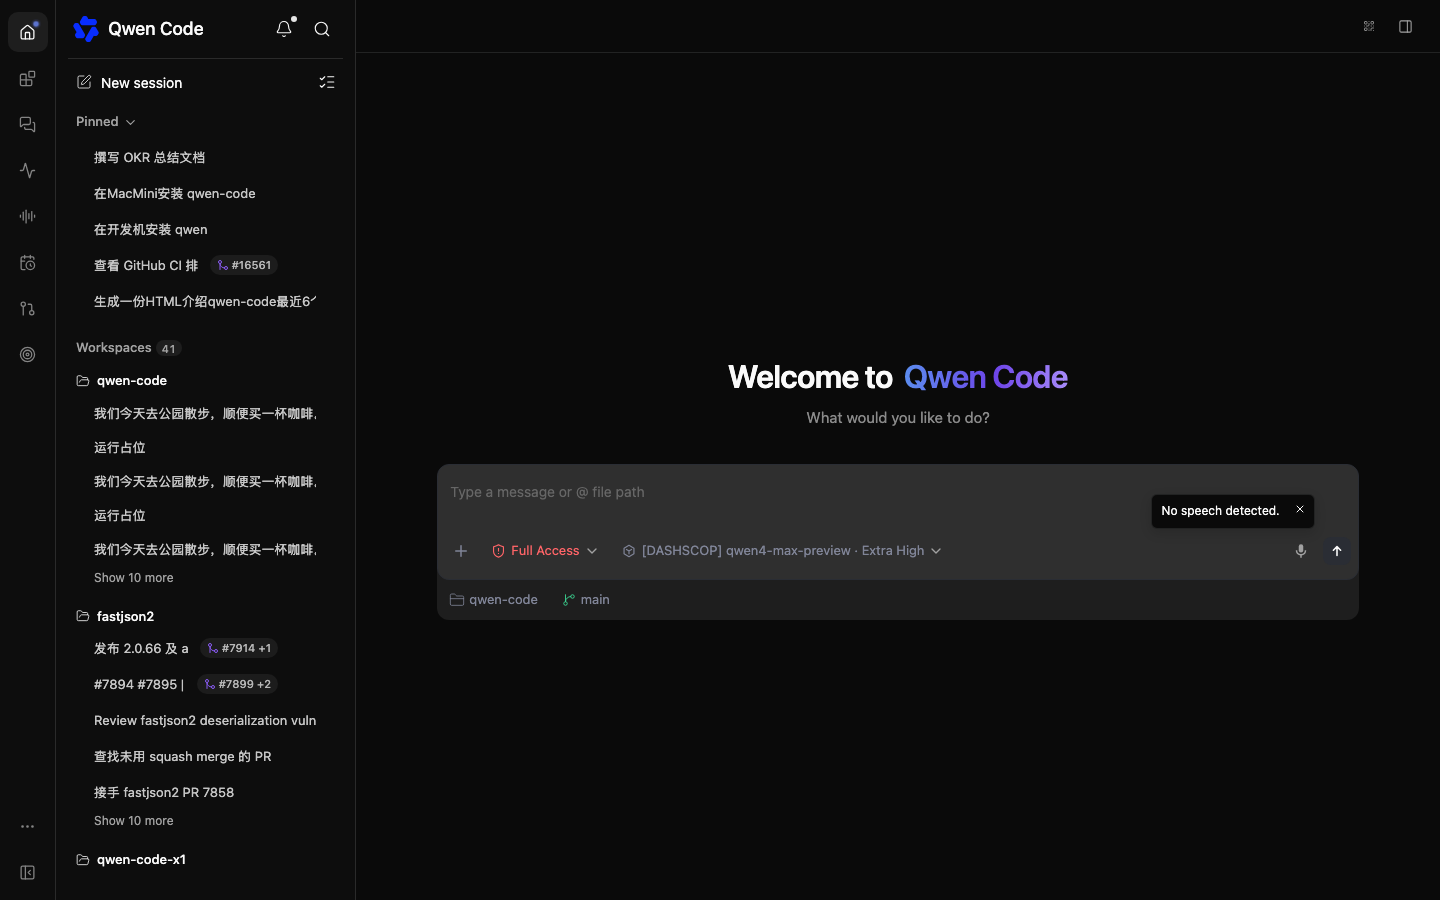 Qwen Code
New session
Pinned
撰写 OKR 总结文档
在MacMini安装 qwen-code
在开发机安装 qwen
查看 GitHub CI 排 #16561
生成一份HTML介绍qwen-code最近6
Workspaces 41
qwen-code
我们今天去公园散步，顺便买一杯咖啡.
运行占位
我们今天去公园散步，顺便买一杯咖啡.
运行占位
我们今天去公园散步，顺便买一杯咖啡.
Show 10 more
fastjson2
发布 2.0.66 及 a #7914 +1
#7894 #7895 | #7899 +2
Review fastjson2 deserialization vuln
查找未用 squash merge 的 PR
接手 fastjson2 PR 7858
Show 10 more
qwen-code-x1
Welcome to Qwen Code
What would you like to do?
Type a message or @ file path
No speech detected.
Full Access
[DASHSCOP] qwen4-max-preview · Extra High
qwen-code
main